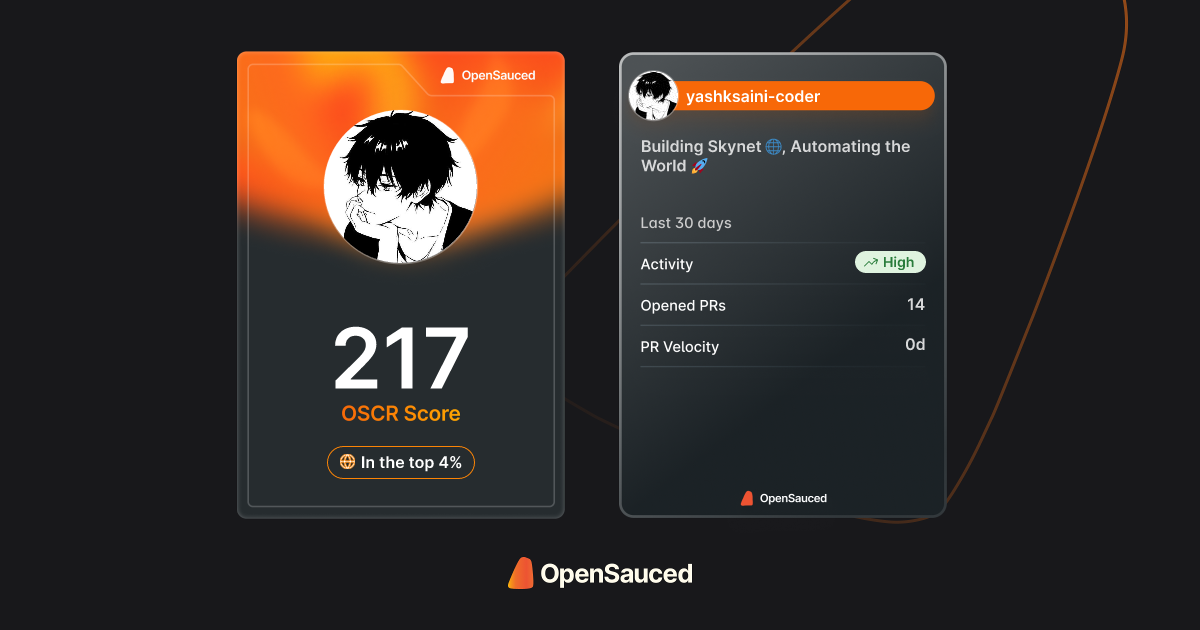 OpenSauced
217
OSCR Score
In the top 4%
yashksaini-coder
Building Skynet 🌐, Automating the
World 🚀
Last 30 days
Activity
High
Opened PRs
14
PR Velocity
0d
OpenSauced
OpenSauced